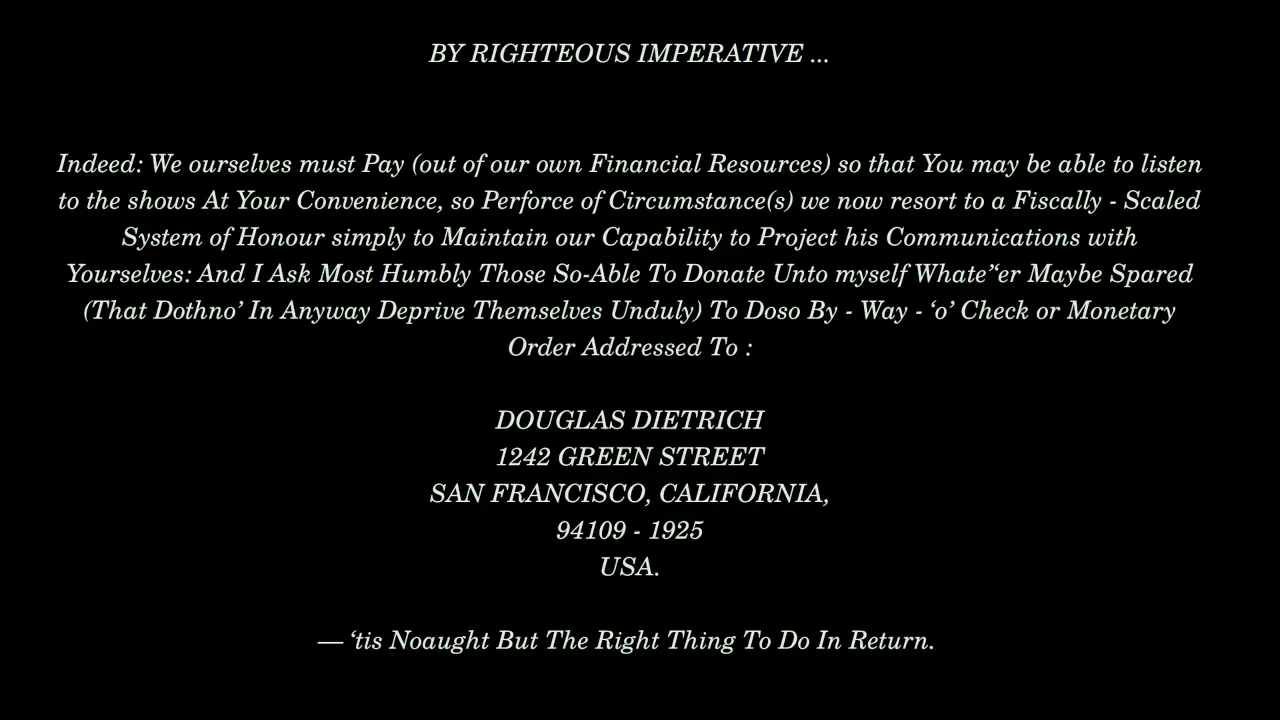 BY RIGHTEOUS IMPERATIVE ...
Indeed: We ourselves must Pay (out of our own Financial Resources) so that You may be able to listen
to the shows At Your Convenience, so Perforce of Circumstance(s) we now resort to a Fiscally - Scaled
System of Honour simply to Maintain our Capability to Project his Communications with
Yourselves: And I Ask Most Humbly Those So-Able To Donate Unto myself Whate”er Maybe Spared
(That Dothno’ In Anyway Deprive Themselves Unduly) To Doso By - Way - ‘o’ Check or Monetary
Order Addressed To :
DOUGLAS DIETRICH
1242 GREEN STREET
SAN FRANCISCO, CALIFORNIA,
94109 - 1925
USA.
— ‘tis Noaught But The Right Thing To Do In Return.